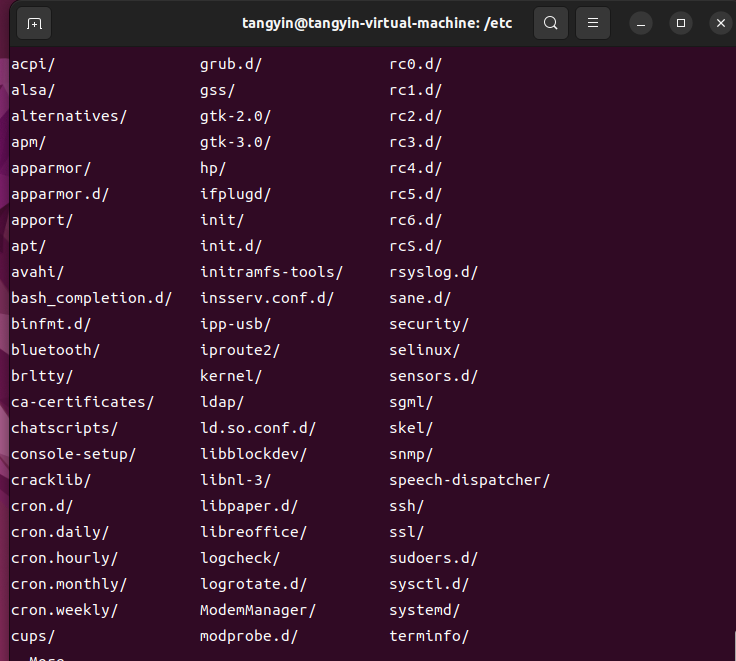 tangyin@tangyin-virtual-machine: /etc
acpi/ grub.d/ rc0.d/
alsa/ gss/ rc1.d/
alternatives/ gtk-2.0/ rc2.d/
apm/ gtk-3.0/ rc3.d/
apparmor/ hp/ rc4.d/
apparmor.d/ ifplugd/ rc5.d/
apport/ init/ rc6.d/
apt/ init.d/ rcS.d/
avahi/ initramfs-tools/ rsyslog.d/
bash_completion.d/ insserv.conf.d/ sane.d/
binfmt.d/ ipp-usb/ security/
bluetooth/ iproute2/ selinux/
brltty/ kernel/ sensors.d/
ca-certificates/ ldap/ sgml/
chatscripts/ ld.so.conf.d/ skel/
console-setup/ libblockdev/ snmp/
cracklib/ libnl-3/ speech-dispatcher/
cron.d/ libpaper.d/ ssh/
cron.daily/ libreoffice/ ssl/
cron.hourly/ logcheck/ sudoers.d/
cron.monthly/ logrotate.d/ sysctl.d/
cron.weekly/ ModemManager/ systemd/
cups/ modprobe.d/ terminfo/
--More--